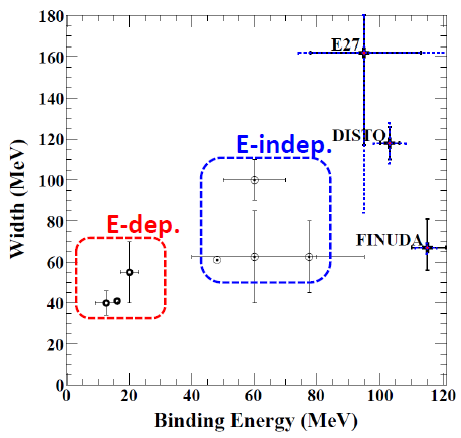 180
160
140
120
100
80
60
40
20
0
Width (MeV)
E27
DISTO
E-indep.
FINUDA
E-dep.
0 20 40 60 80 100 120
Binding Energy (MeV)